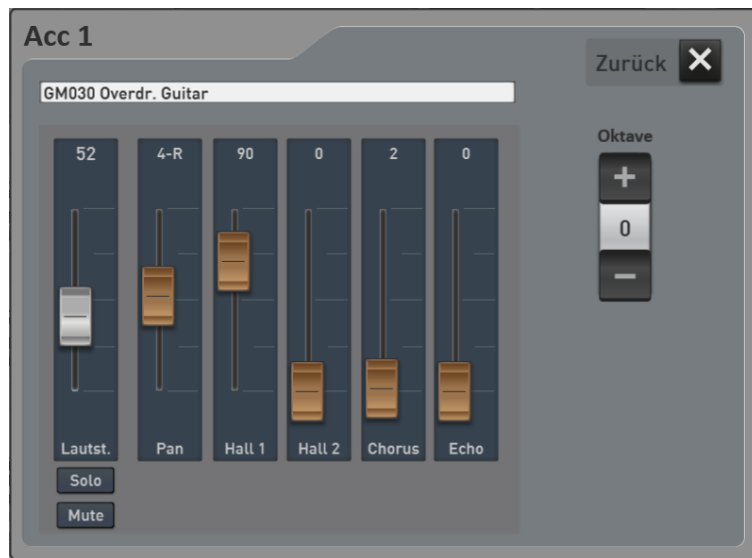 Acc 1
Zurück
GM030 Overdr. Guitar
Oktave
52 4-R 90 0 2 0
0
Lautst. Pan Hall 1 Hall 2 Chorus Echo
Solo
Mute